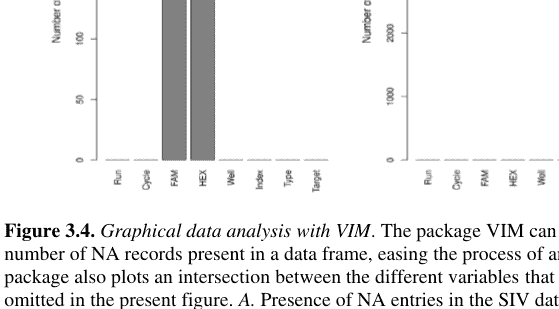 Number o
100
50
0
Run
Cycle
FAM
HEX
Well
Index
Type
Target
Number o
2000
1000
0
Run
Cycle
FAM
HEX
Well
Figure 3.4. Graphical data analysis with VIM. The package VIM can
number of NA records present in a data frame, easing the process of a
package also plots an intersection between the different variables that
omitted in the present figure. A. Presence of NA entries in the SIV dat